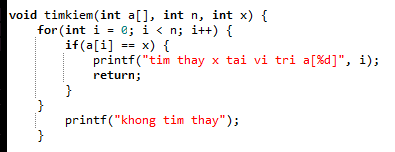 void timkiem(int a[], int n, int x) {
for(int i = 0; i < n; i++) {
if(a[i] == x) {
printf("tim thay x tai vi tri a[%d]", i);
return;
}
}
printf("khong tim thay");
}